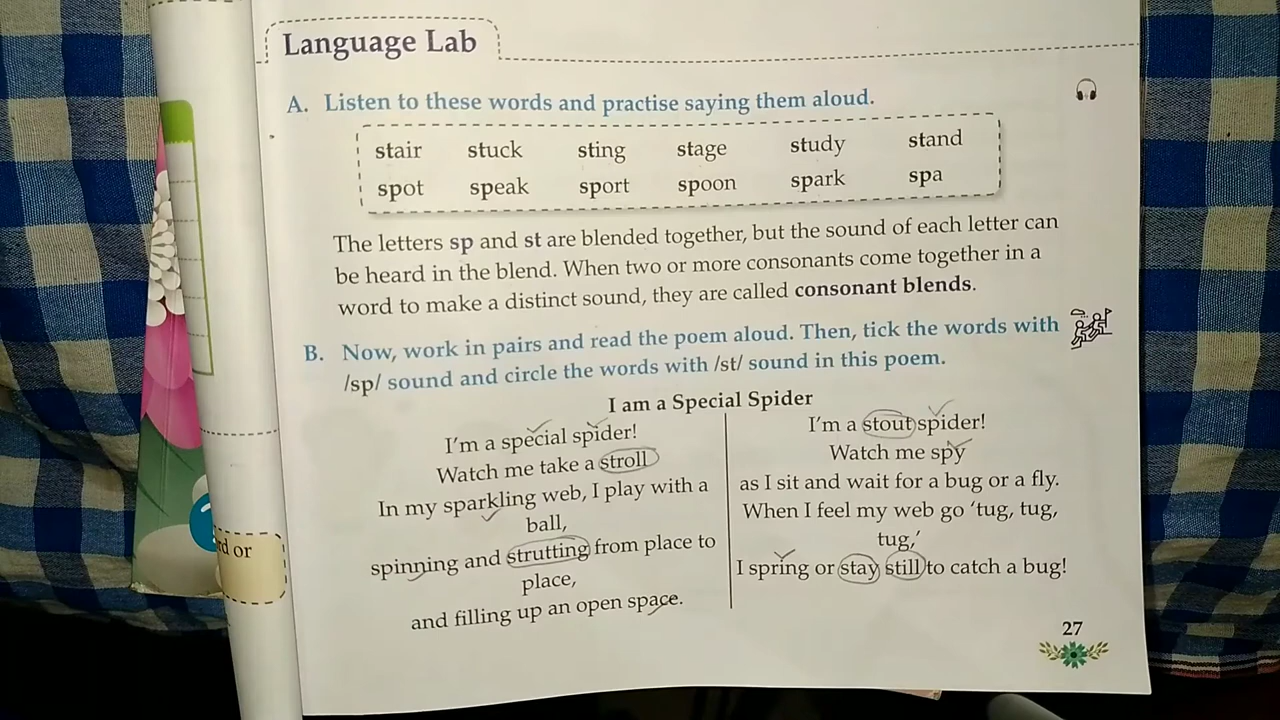 Language Lab
A. Listen to these words and practise saying them aloud.
stair stuck sting stage study stand
spot speak sport spoon spark spa
The letters sp and st are blended together, but the sound of each letter can
be heard in the blend. When two or more consonants come together in a
word to make a distinct sound, they are called consonant blends.
B. Now, work in pairs and read the poem aloud. Then, tick the words with
/sp/ sound and circle the words with /st/ sound in this poem.
I am a Special Spider
I'm a special spider!
Watch me take a stroll
In my sparkling web, I play with a
ball,
spinning and strutting from place to
place,
and filling up an open space.
I'm a stout spider!
Watch me spy
as I sit and wait for a bug or a fly.
When I feel my web go 'tug, tug,
tug,'
I spring or stay still to catch a bug!
27
rd or